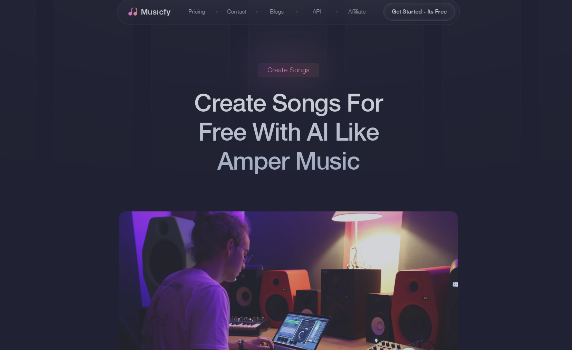 Musicfy
Pricing
Contact
Blogs
API
Affiliate
Get Started - Its Free
Create Songs
Create Songs For
Free With AI Like
Amper Music